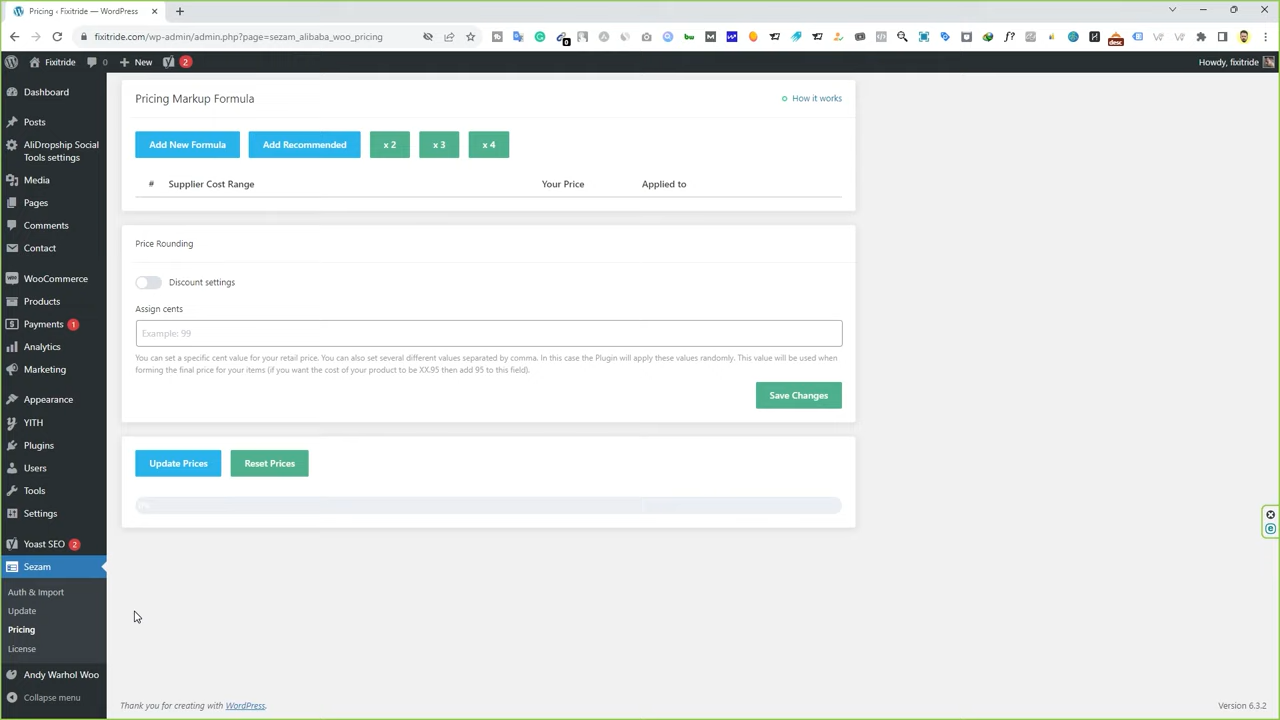 Pricing ‹ Fixitride — WordPress
fixitride.com/wp-admin/admin.php?page=sezam_alibaba_woo_pricing
Fixitride 0 New 2 Howdy, fixitride
Dashboard
Posts
AliDropship Social
Tools settings
Media
Pages
Comments
Contact
WooCommerce
Products
Payments 1
Analytics
Marketing
Appearance
YITH
Plugins
Users
Tools
Settings
Yoast SEO 2
Sezam
Auth & Import
Update
Pricing
License
Andy Warhol Woo
Collapse menu
Pricing Markup Formula How it works
Add New Formula Add Recommended x 2 x 3 x 4
# Supplier Cost Range Your Price Applied to
Price Rounding
Discount settings
Assign cents
Example: 99
You can set a specific cent value for your retail price. You can also set several different values separated by comma. In this case the Plugin will apply these values randomly. This value will be used when
forming the final price for your items (if you want the cost of your product to be XX.95 then add 95 to this field).
Save Changes
Update Prices Reset Prices
Thank you for creating with WordPress. Version 6.3.2